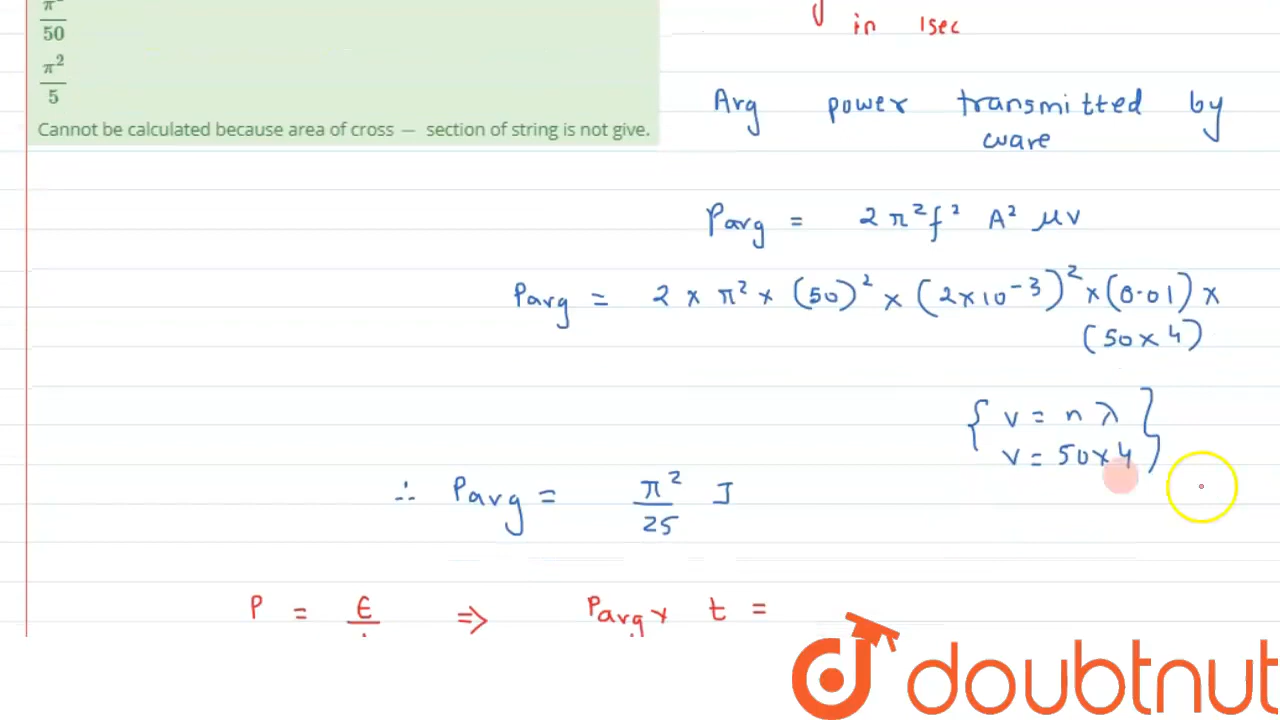 π²/50
π²/5
Cannot be calculated because area of cross — section of string is not give.
in 1sec
Avg power transmitted by
wave
Pavg = 2π²f² A² μv
Pavg = 2 × π² × (50)² × (2×10⁻³)² × (0.01) ×
(50×4)
{ v = nλ
v = 50×4 }
∴ Pavg = π²/25 J
P = E ⇒ Pavg × t =
doubtnut